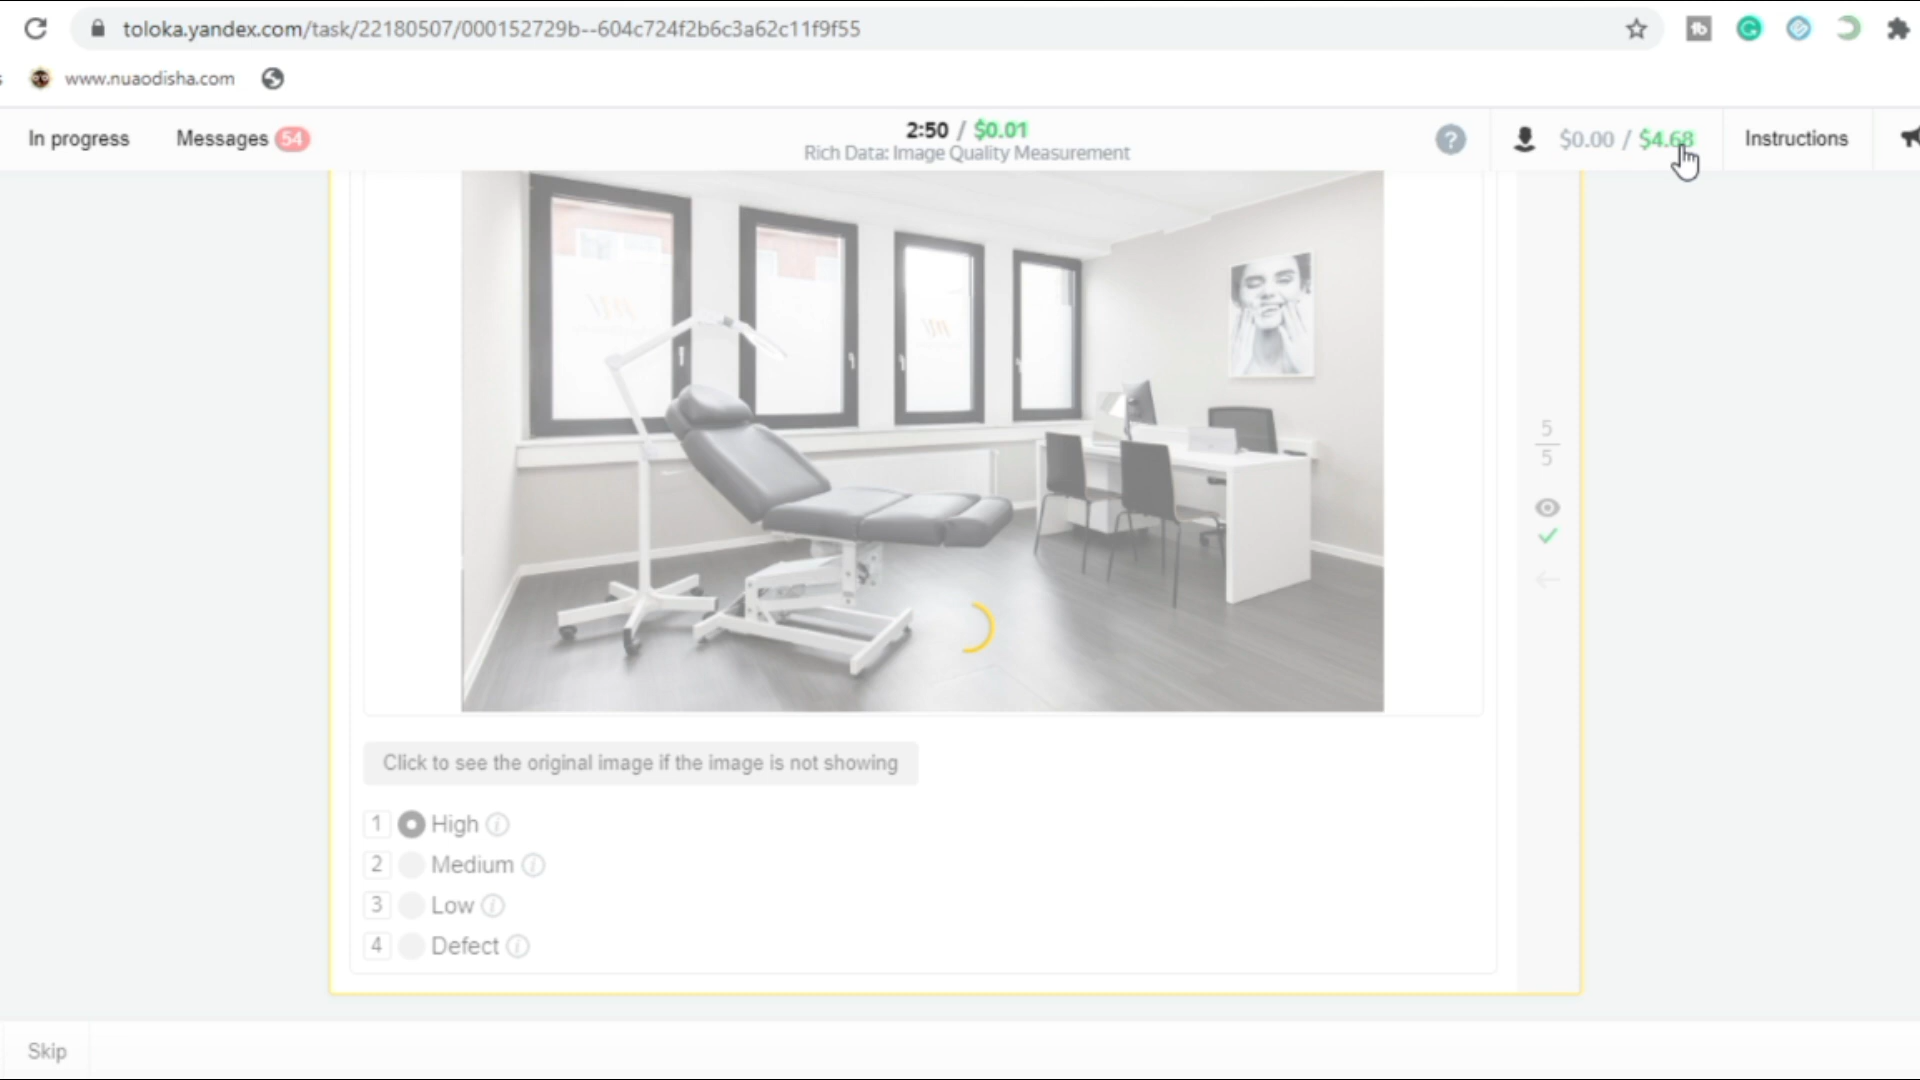 toloka.yandex.com/task/22180507/000152729b--604c724f2b6c3a62c11f9f55
www.nuaodisha.com
In progress
Messages 54
2:50 / $0.01
Rich Data: Image Quality Measurement
?
$0.00 / $4.68
Instructions
5
5
Click to see the original image if the image is not showing
1 High i
2 Medium i
3 Low i
4 Defect i
Skip